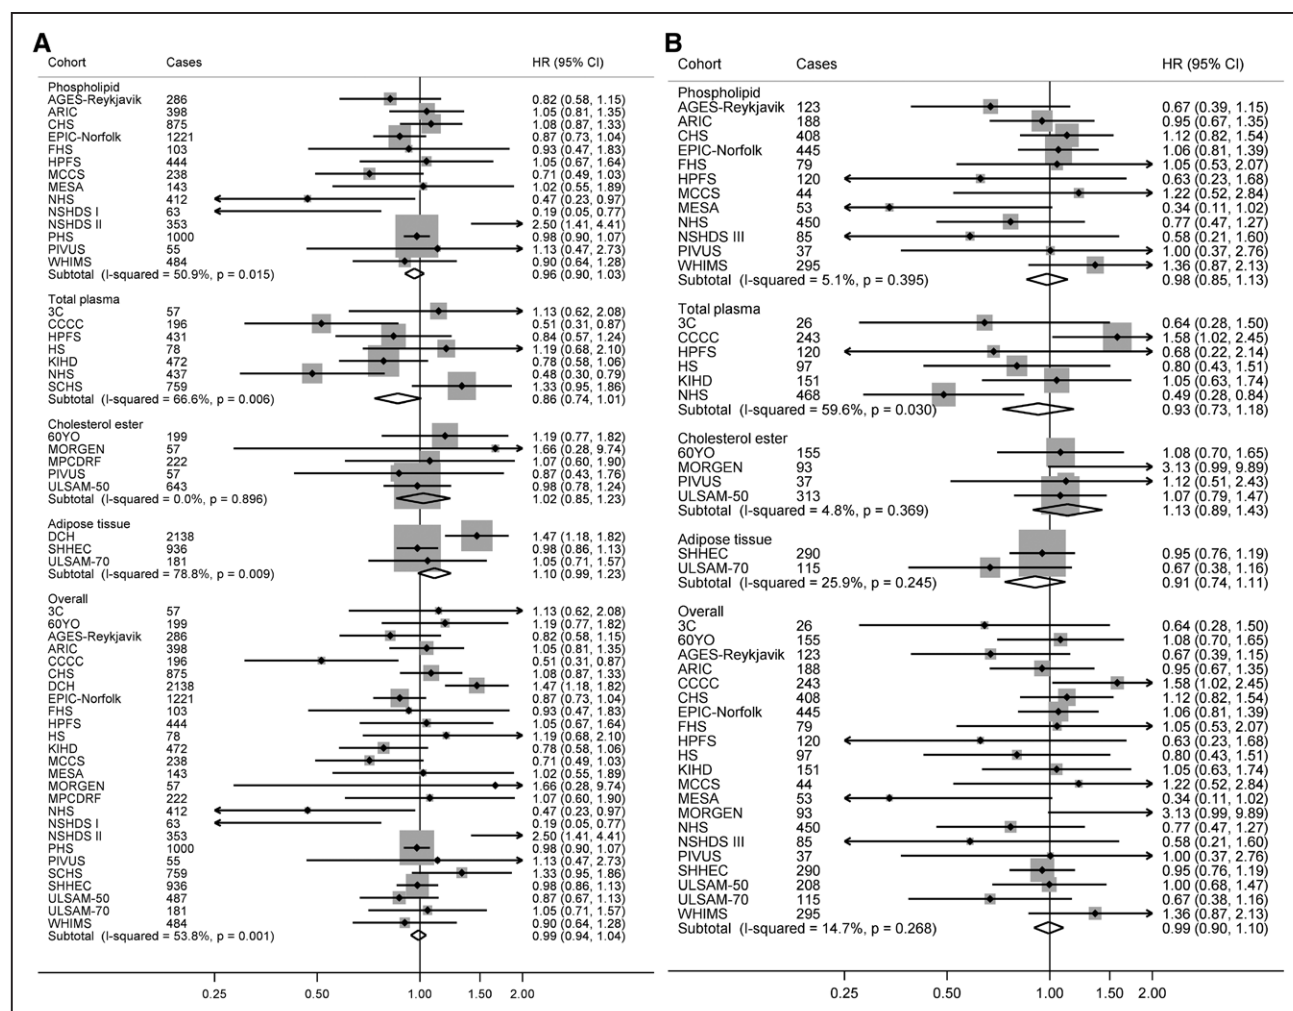 A
Cohort Cases HR (95% CI)
Phospholipid
AGES-Reykjavik 286 0.82 (0.58, 1.15)
ARIC 398 1.05 (0.81, 1.35)
CHS 875 1.08 (0.87, 1.33)
EPIC-Norfolk 1221 0.87 (0.73, 1.04)
FHS 103 0.93 (0.47, 1.83)
HPFS 444 1.05 (0.67, 1.64)
MCCS 238 0.71 (0.49, 1.03)
MESA 143 1.02 (0.55, 1.89)
NHS 412 0.47 (0.23, 0.97)
NSHDS I 63 0.19 (0.05, 0.77)
NSHDS II 353 2.50 (1.41, 4.41)
PHS 1000 0.98 (0.90, 1.07)
PIVUS 55 1.13 (0.47, 2.73)
WHIMS 484 0.90 (0.64, 1.28)
Subtotal (I-squared = 50.9%, p = 0.015) 0.96 (0.90, 1.03)
Total plasma
3C 57 1.13 (0.62, 2.08)
CCCC 196 0.51 (0.31, 0.87)
HPFS 431 0.84 (0.57, 1.24)
HS 78 1.19 (0.68, 2.10)
KIHD 472 0.78 (0.58, 1.06)
NHS 437 0.48 (0.30, 0.79)
SCHS 759 1.33 (0.95, 1.86)
Subtotal (I-squared = 66.6%, p = 0.006) 0.86 (0.74, 1.01)
Cholesterol ester
60YO 199 1.19 (0.77, 1.82)
MORGEN 57 1.66 (0.28, 9.74)
MPCDRF 222 1.07 (0.60, 1.90)
PIVUS 57 0.87 (0.43, 1.76)
ULSAM-50 643 0.98 (0.78, 1.24)
Subtotal (I-squared = 0.0%, p = 0.896) 1.02 (0.85, 1.23)
Adipose tissue
DCH 2138 1.47 (1.18, 1.82)
SHHEC 936 0.98 (0.86, 1.13)
ULSAM-70 181 1.05 (0.71, 1.57)
Subtotal (I-squared = 78.8%, p = 0.009) 1.10 (0.99, 1.23)
Overall
3C 57 1.13 (0.62, 2.08)
60YO 199 1.19 (0.77, 1.82)
AGES-Reykjavik 286 0.82 (0.58, 1.15)
ARIC 398 1.05 (0.81, 1.35)
CCCC 196 0.51 (0.31, 0.87)
CHS 875 1.08 (0.87, 1.33)
DCH 2138 1.47 (1.18, 1.82)
EPIC-Norfolk 1221 0.87 (0.73, 1.04)
FHS 103 0.93 (0.47, 1.83)
HPFS 444 1.05 (0.67, 1.64)
HS 78 1.19 (0.68, 2.10)
KIHD 472 0.78 (0.58, 1.06)
MCCS 238 0.71 (0.49, 1.03)
MESA 143 1.02 (0.55, 1.89)
MORGEN 57 1.66 (0.28, 9.74)
MPCDRF 222 1.07 (0.60, 1.90)
NHS 412 0.47 (0.23, 0.97)
NSHDS I 63 0.19 (0.05, 0.77)
NSHDS II 353 2.50 (1.41, 4.41)
PHS 1000 0.98 (0.90, 1.07)
PIVUS 55 1.13 (0.47, 2.73)
SCHS 759 1.33 (0.95, 1.86)
SHHEC 936 0.98 (0.86, 1.13)
ULSAM-50 487 0.87 (0.67, 1.13)
ULSAM-70 181 1.05 (0.71, 1.57)
WHIMS 484 0.90 (0.64, 1.28)
Subtotal (I-squared = 53.8%, p = 0.001) 0.99 (0.94, 1.04)
0.25 0.50 1.00 1.50 2.00
B
Cohort Cases HR (95% CI)
Phospholipid
AGES-Reykjavik 123 0.67 (0.39, 1.15)
ARIC 188 0.95 (0.67, 1.35)
CHS 408 1.12 (0.82, 1.54)
EPIC-Norfolk 445 1.06 (0.81, 1.39)
FHS 79 1.05 (0.53, 2.07)
HPFS 120 0.63 (0.23, 1.68)
MCCS 44 1.22 (0.52, 2.84)
MESA 53 0.34 (0.11, 1.02)
NHS 450 0.77 (0.47, 1.27)
NSHDS III 85 0.58 (0.21, 1.60)
PIVUS 37 1.00 (0.37, 2.76)
WHIMS 295 1.36 (0.87, 2.13)
Subtotal (I-squared = 5.1%, p = 0.395) 0.98 (0.85, 1.13)
Total plasma
3C 26 0.64 (0.28, 1.50)
CCCC 243 1.58 (1.02, 2.45)
HPFS 120 0.68 (0.22, 2.14)
HS 97 0.80 (0.43, 1.51)
KIHD 151 1.05 (0.63, 1.74)
NHS 468 0.49 (0.28, 0.84)
Subtotal (I-squared = 59.6%, p = 0.030) 0.93 (0.73, 1.18)
Cholesterol ester
60YO 155 1.08 (0.70, 1.65)
MORGEN 93 3.13 (0.99, 9.89)
PIVUS 37 1.12 (0.51, 2.43)
ULSAM-50 313 1.07 (0.79, 1.47)
Subtotal (I-squared = 4.8%, p = 0.369) 1.13 (0.89, 1.43)
Adipose tissue
SHHEC 290 0.95 (0.76, 1.19)
ULSAM-70 115 0.67 (0.38, 1.16)
Subtotal (I-squared = 25.9%, p = 0.245) 0.91 (0.74, 1.11)
Overall
3C 26 0.64 (0.28, 1.50)
60YO 155 1.08 (0.70, 1.65)
AGES-Reykjavik 123 0.67 (0.39, 1.15)
ARIC 188 0.95 (0.67, 1.35)
CCCC 243 1.58 (1.02, 2.45)
CHS 408 1.12 (0.82, 1.54)
EPIC-Norfolk 445 1.06 (0.81, 1.39)
FHS 79 1.05 (0.53, 2.07)
HPFS 120 0.63 (0.23, 1.68)
HS 97 0.80 (0.43, 1.51)
KIHD 151 1.05 (0.63, 1.74)
MCCS 44 1.22 (0.52, 2.84)
MESA 53 0.34 (0.11, 1.02)
MORGEN 93 3.13 (0.99, 9.89)
NHS 450 0.77 (0.47, 1.27)
NSHDS III 85 0.58 (0.21, 1.60)
PIVUS 37 1.00 (0.37, 2.76)
SHHEC 290 0.95 (0.76, 1.19)
ULSAM-50 208 1.00 (0.68, 1.47)
ULSAM-70 115 0.67 (0.38, 1.16)
WHIMS 295 1.36 (0.87, 2.13)
Subtotal (I-squared = 14.7%, p = 0.268) 0.99 (0.90, 1.10)
0.25 0.50 1.00 1.50 2.00